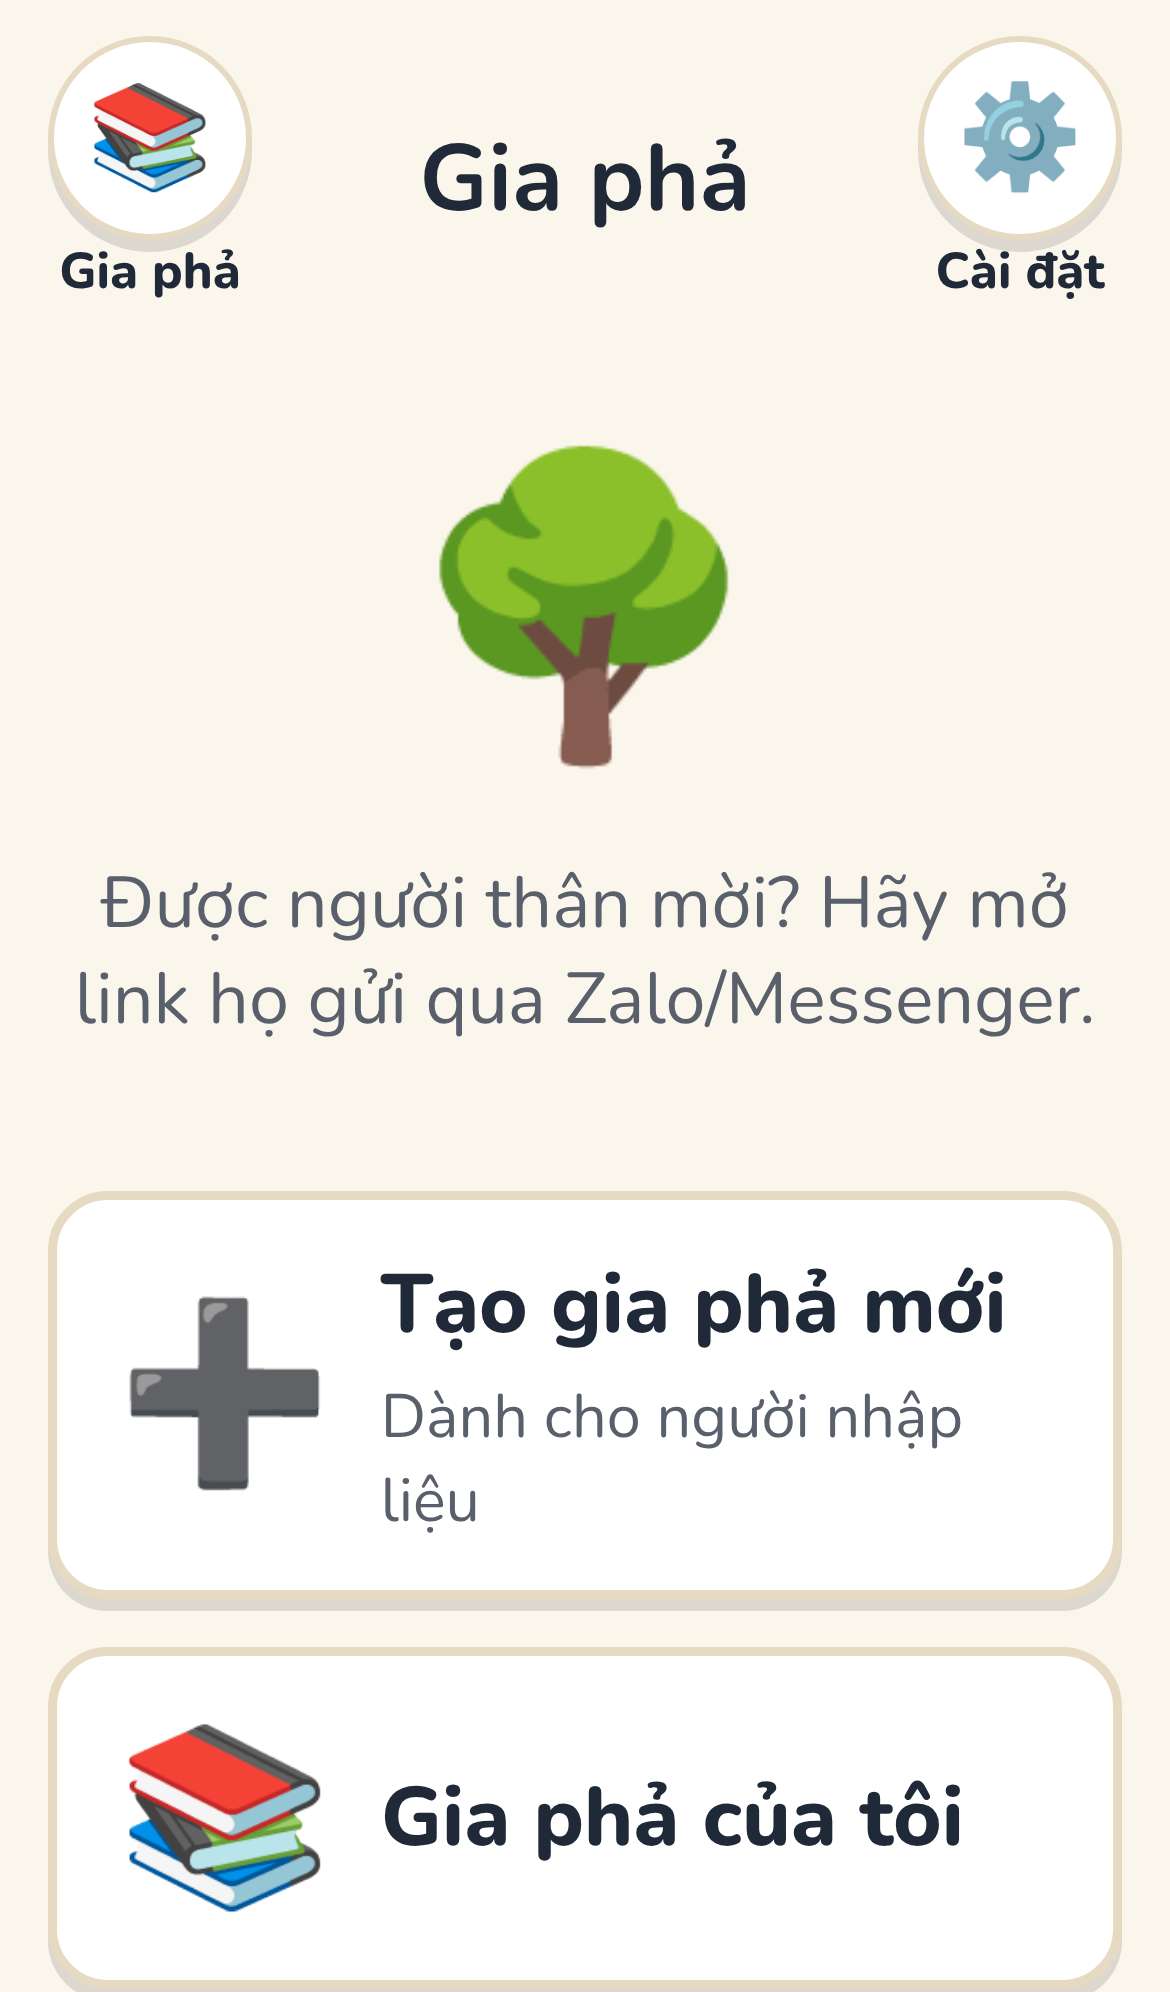 Gia phả
Gia phả
Cài đặt
Được người thân mời? Hãy mở
link họ gửi qua Zalo/Messenger.
Tạo gia phả mới
Dành cho người nhập
liệu
Gia phả của tôi